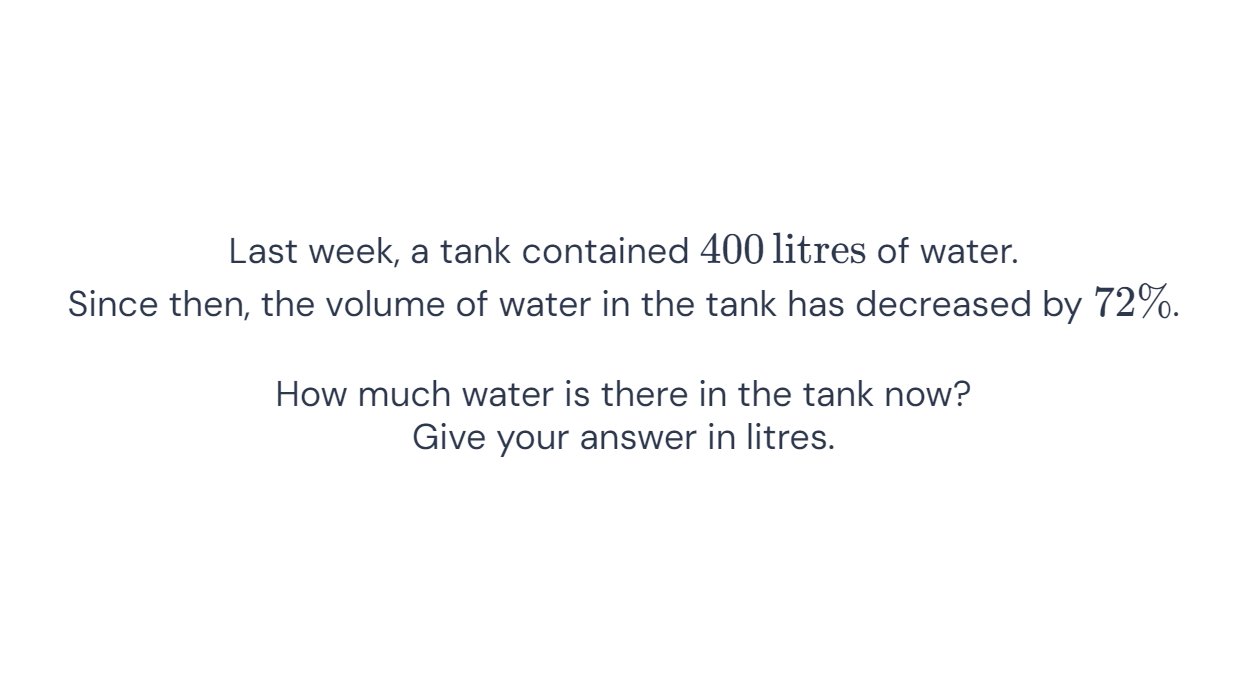 Last week, a tank contained 400 litres of water.
Since then, the volume of water in the tank has decreased by 72%.
How much water is there in the tank now?
Give your answer in litres.